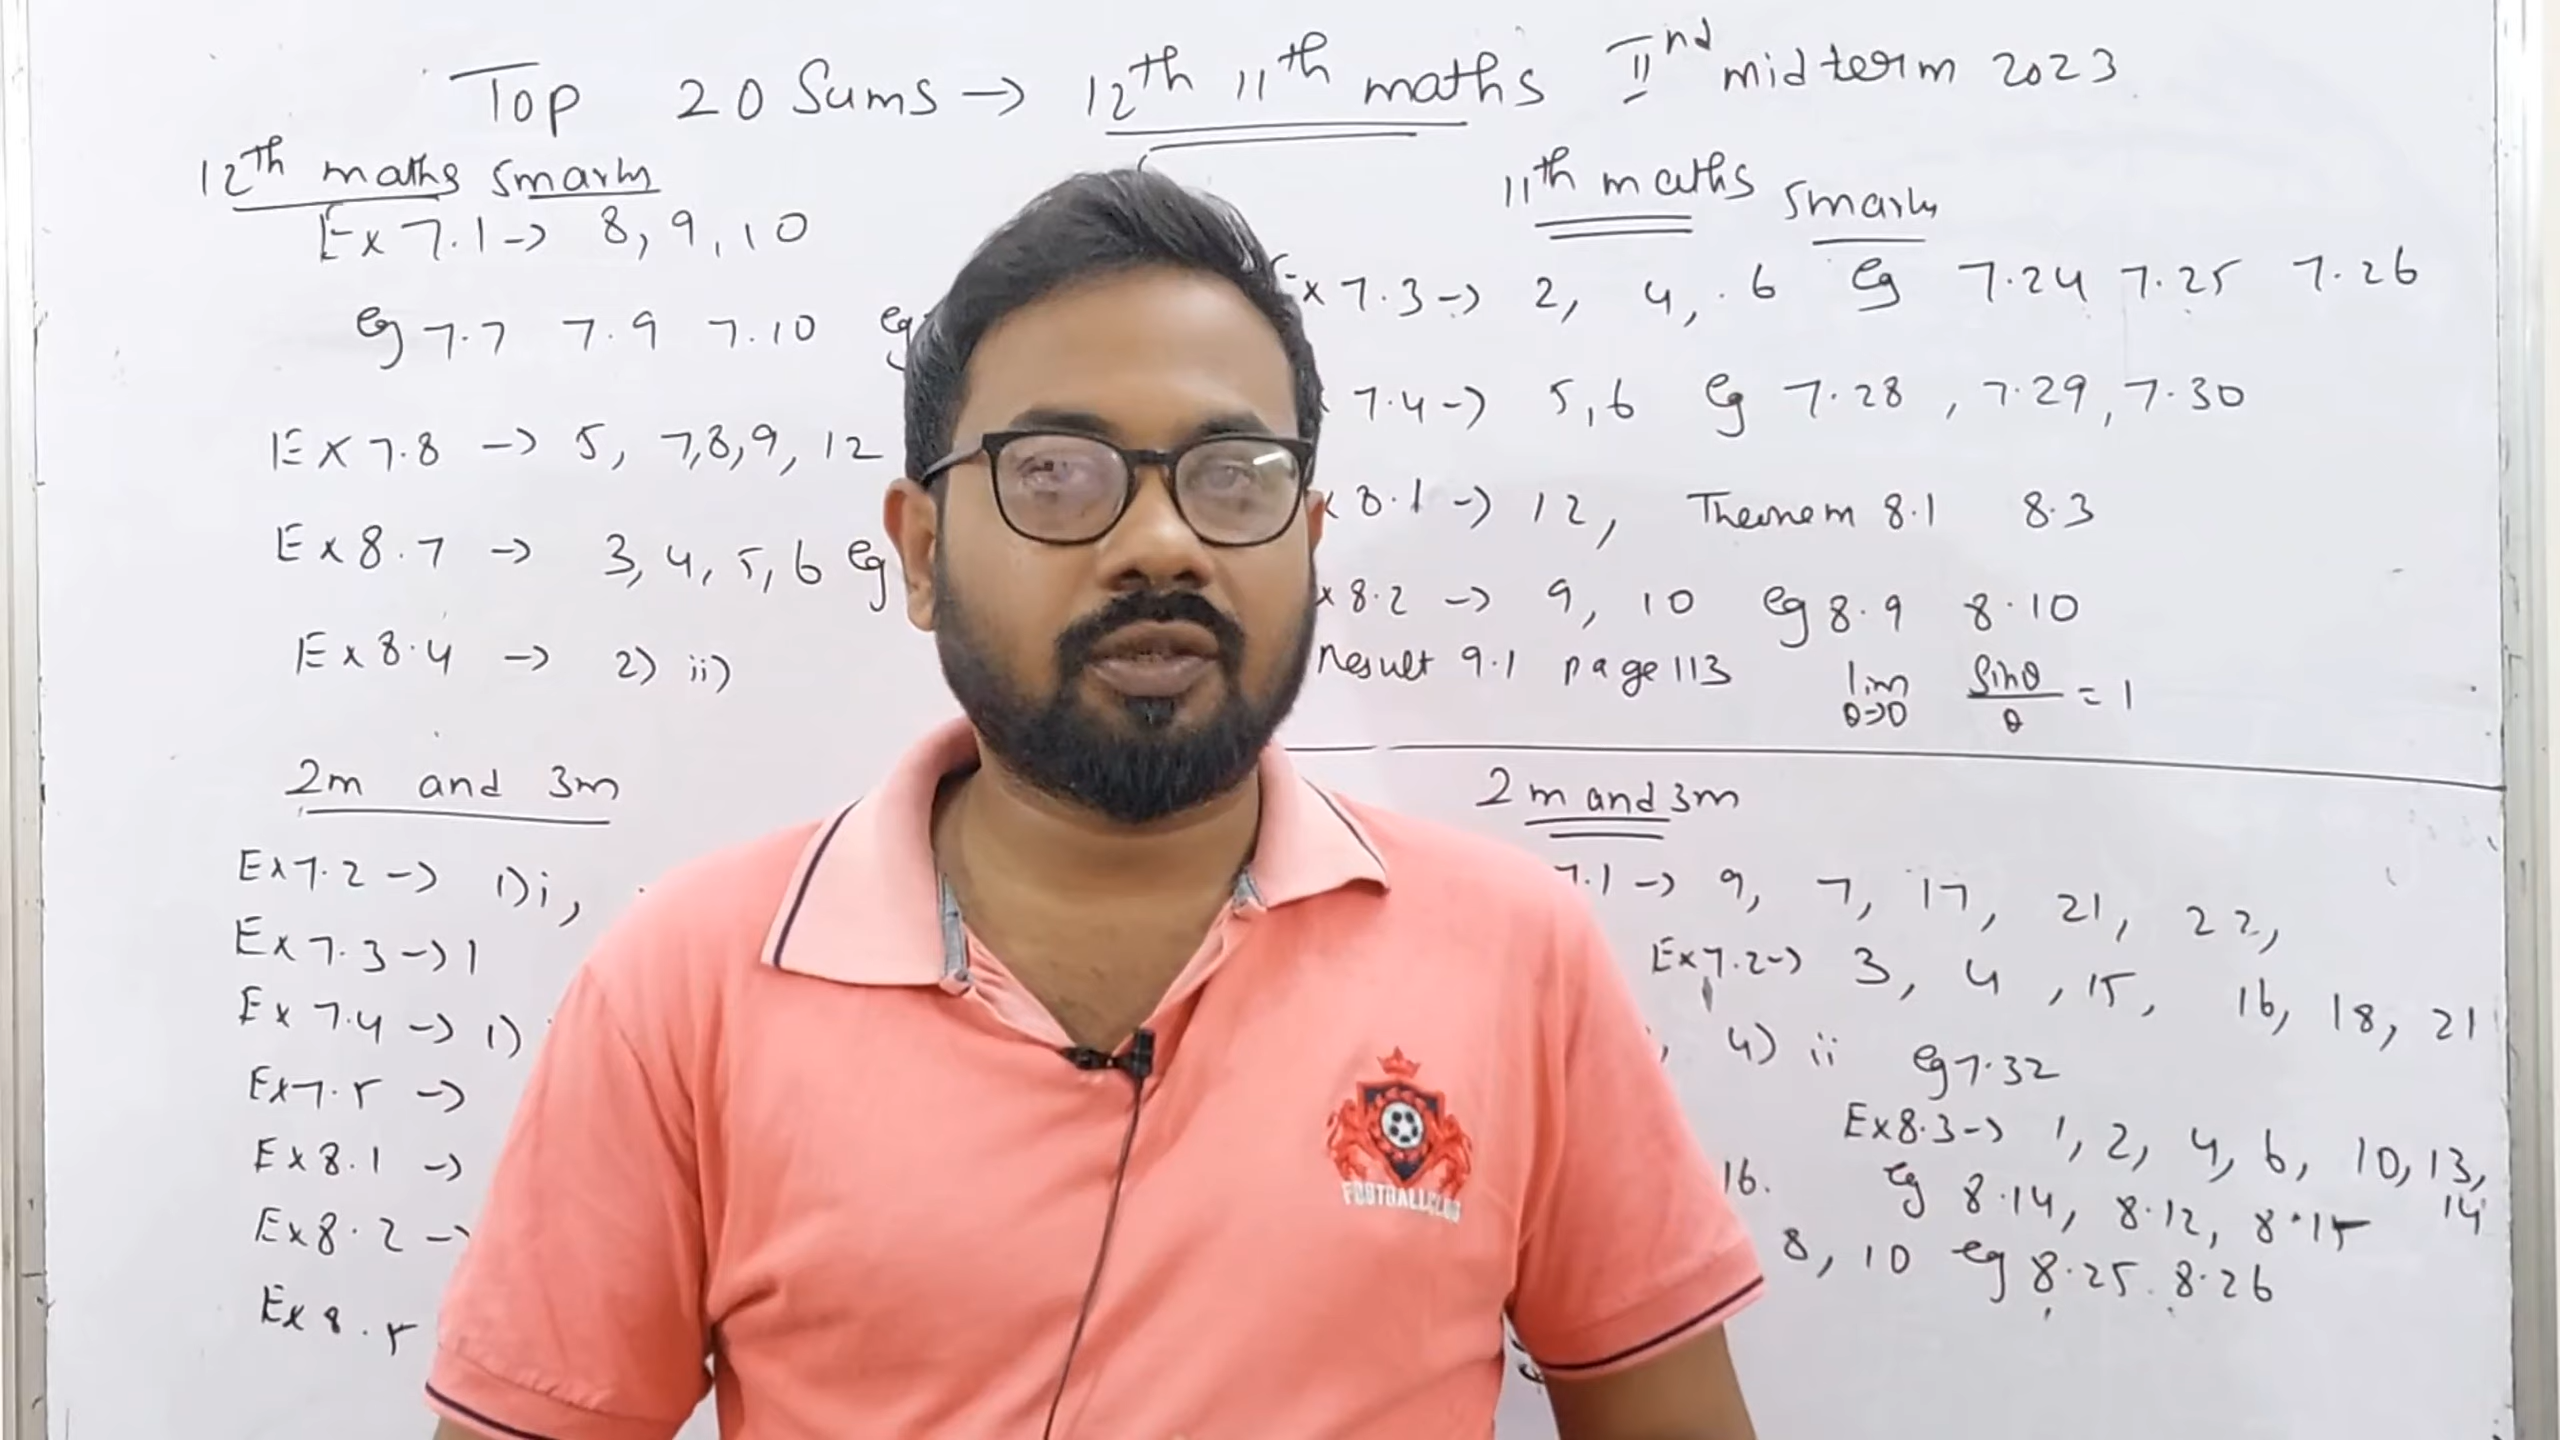 Top 20 Sums → 12th 11th maths IInd midterm 2023
12th maths 5marks
Ex 7.1 → 8, 9, 10
eg 7.7 7.9 7.10 eg
Ex 7.8 → 5, 7,8,9, 12
Ex 8.7 → 3, 4, 5, 6 eg
Ex 8.4 → 2) ii)
2m and 3m
Ex 7.2 → 1) i,
Ex 7.3 → 1
Ex 7.4 → 1)
Ex 7.5 →
Ex 8.1 →
Ex 8.2 →
Ex 8.5
11th maths 5marks
Ex 7.3 → 2, 4, 6 eg 7.24 7.25 7.26
7.4 → 5,6 eg 7.28 , 7.29, 7.30
x 8.1 → 12, Theorem 8.1 8.3
x 8.2 → 9, 10 eg 8.9 8.10
Result 9.1 page 113 lim θ→0 Sinθ/θ = 1
2m and 3m
7.1 → 9, 7, 17, 21, 22,
Ex 7.2 → 3, 4 , 15, 16, 18, 21
, 4) ii eg 7.32
Ex 8.3 → 1, 2, 4, 6, 10, 13, 14
16. eg 8.14, 8.12, 8.15
8, 10 eg 8.25 8.26
FOOTBALL CLUB